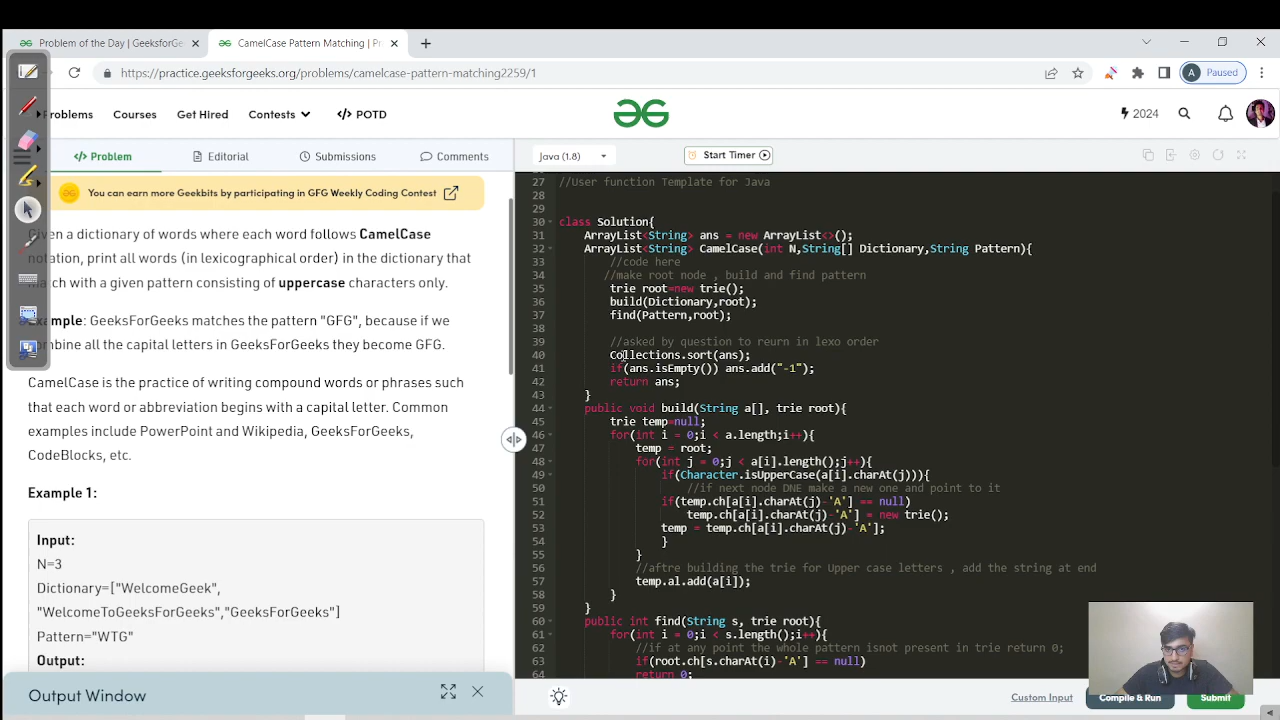 Problem of the Day | GeeksforGe
CamelCase Pattern Matching | Pr
https://practice.geeksforgeeks.org/problems/camelcase-pattern-matching2259/1
A Paused
roblems Courses Get Hired Contests </> POTD
2024
</> Problem Editorial Submissions Comments
Java (1.8) Start Timer
You can earn more Geekbits by participating in GFG Weekly Coding Contest
Given a dictionary of words where each word follows CamelCase
notation, print all words (in lexicographical order) in the dictionary that
match with a given pattern consisting of uppercase characters only.
Example: GeeksForGeeks matches the pattern "GFG", because if we
combine all the capital letters in GeeksForGeeks they become GFG.
CamelCase is the practice of writing compound words or phrases such
that each word or abbreviation begins with a capital letter. Common
examples include PowerPoint and Wikipedia, GeeksForGeeks,
CodeBlocks, etc.
Example 1:
Input:
N=3
Dictionary=["WelcomeGeek",
"WelcomeToGeeksForGeeks","GeeksForGeeks"]
Pattern="WTG"
Output:
Output Window
27 //User function Template for Java
28
29
30 class Solution{
31 ArrayList<String> ans = new ArrayList<>();
32 ArrayList<String> CamelCase(int N,String[] Dictionary,String Pattern){
33 //code here
34 //make root node , build and find pattern
35 trie root=new trie();
36 build(Dictionary,root);
37 find(Pattern,root);
38
39 //asked by question to reurn in lexo order
40 Collections.sort(ans);
41 if(ans.isEmpty()) ans.add("-1");
42 return ans;
43 }
44 public void build(String a[], trie root){
45 trie temp=null;
46 for(int i = 0;i < a.length;i++){
47 temp = root;
48 for(int j = 0;j < a[i].length();j++){
49 if(Character.isUpperCase(a[i].charAt(j))){
50 //if next node DNE make a new one and point to it
51 if(temp.ch[a[i].charAt(j)-'A'] == null)
52 temp.ch[a[i].charAt(j)-'A'] = new trie();
53 temp = temp.ch[a[i].charAt(j)-'A'];
54 }
55 }
56 //aftre building the trie for Upper case letters , add the string at end
57 temp.al.add(a[i]);
58 }
59 }
60 public int find(String s, trie root){
61 for(int i = 0;i < s.length();i++){
62 //if at any point the whole pattern isnot present in trie return 0;
63 if(root.ch[s.charAt(i)-'A'] == null)
64 return 0;
Custom Input Compile & Run Submit